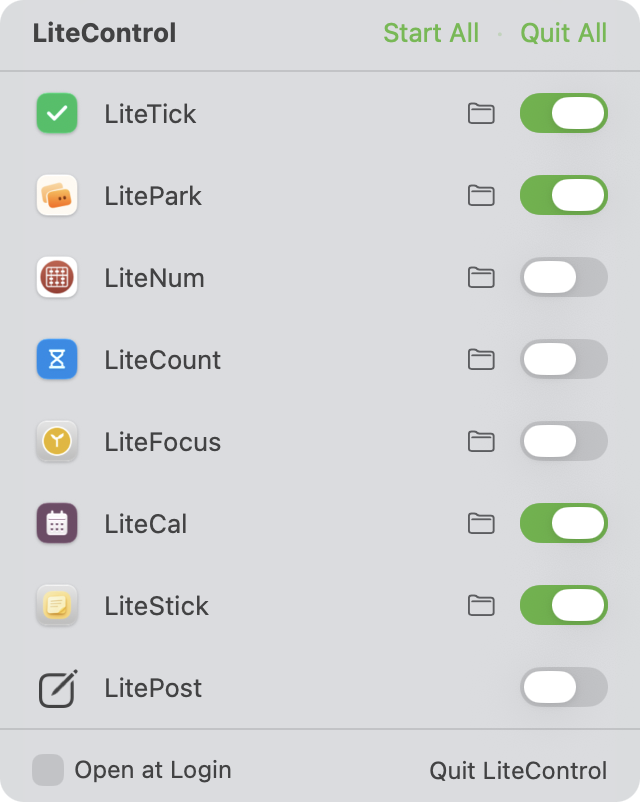 LiteControl Start All · Quit All
LiteTick
LitePark
LiteNum
LiteCount
LiteFocus
LiteCal
LiteStick
LitePost
Open at Login Quit LiteControl